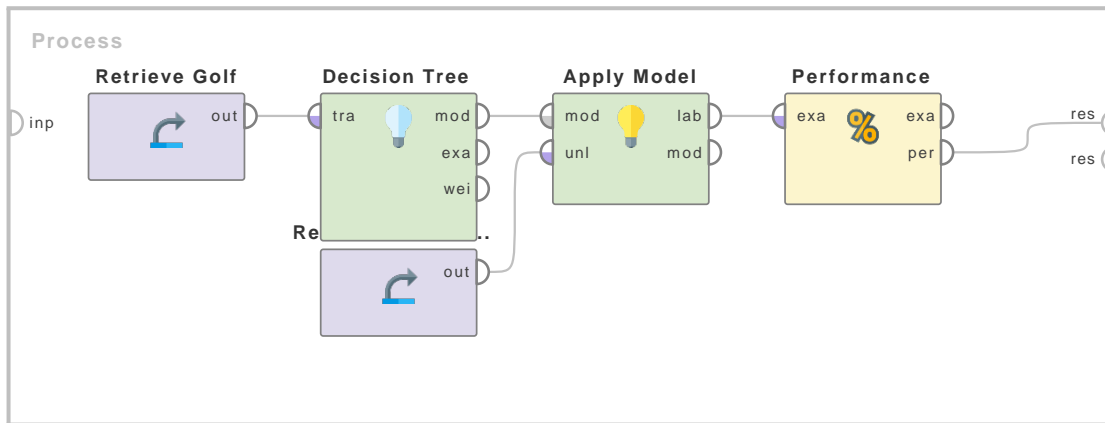 Process
Retrieve Golf
Decision Tree
Apply Model
Performance
inp
out
tra
mod
exa
wei
mod
unl
lab
mod
exa
exa
per
res
res
Re
..
out